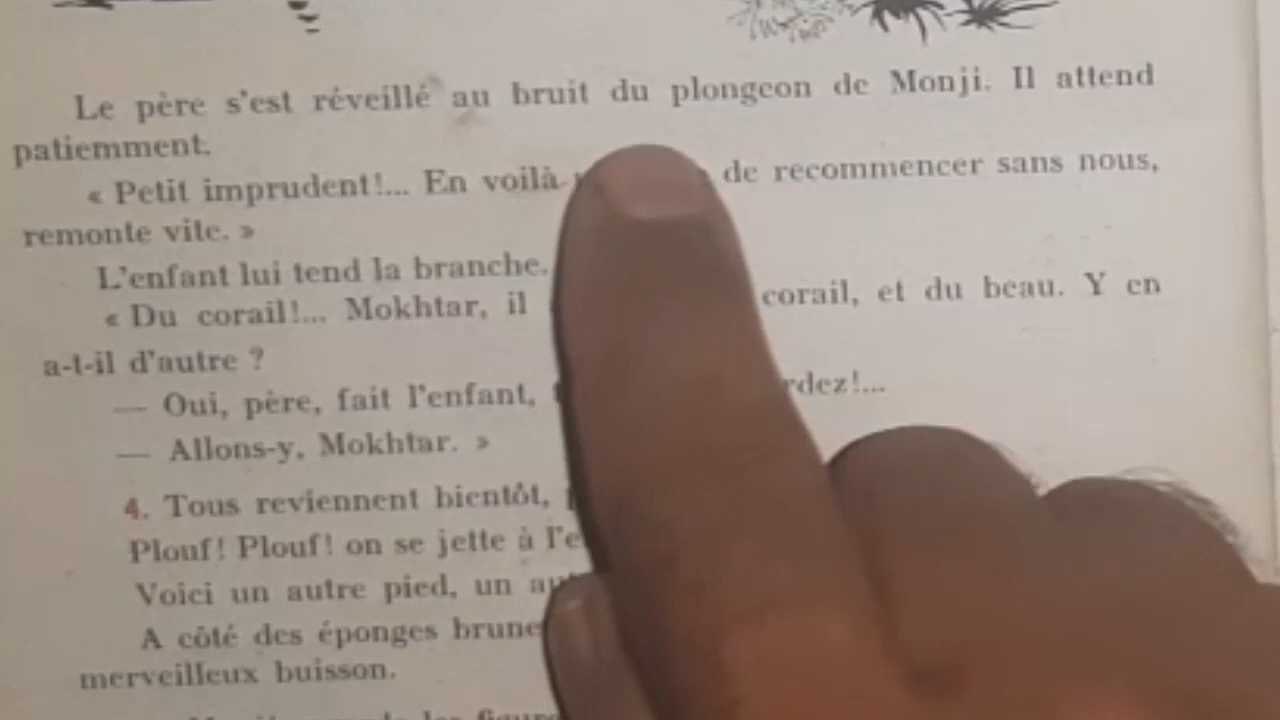 Le père s'est réveillé au bruit du plongeon de Monji. Il attend
patiemment.
« Petit imprudent!... En voilà de recommencer sans nous,
remonte vite. »
L'enfant lui tend la branche.
« Du corail!... Mokhtar, il corail, et du beau. Y en
a-t-il d'autre ?
— Oui, père, fait l'enfant,
— Allons-y, Mokhtar. »
4. Tous reviennent bientôt,
Plouf! Plouf! on se jette à
Voici un autre pied, un
A côté des éponges
merveilleux buisson.